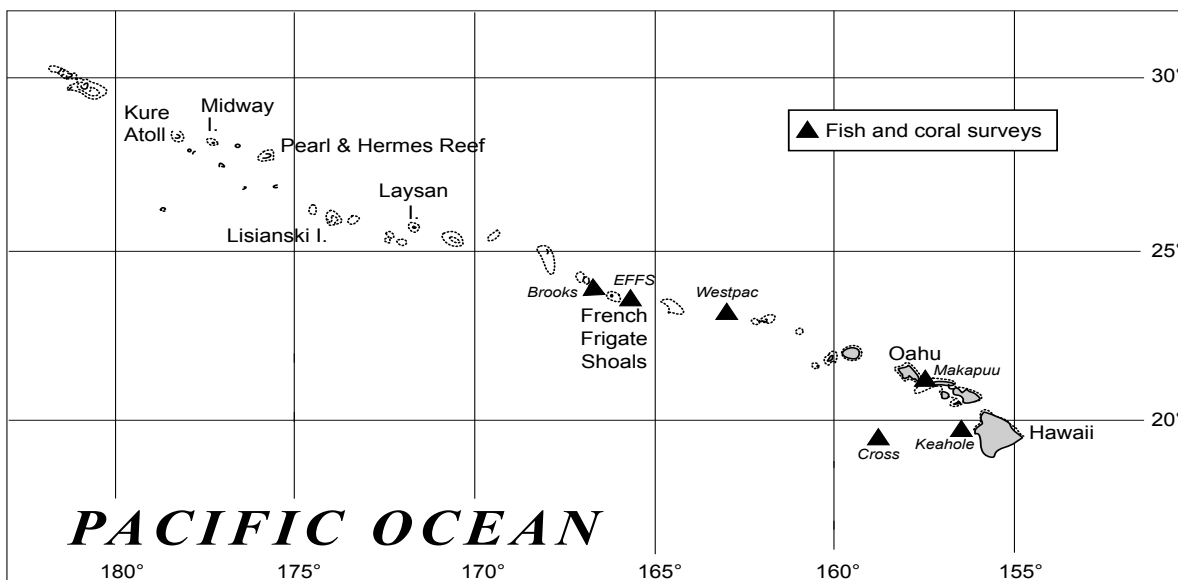 30°
Kure
Atoll
Midway
I.
Pearl & Hermes Reef
▲ Fish and coral surveys
Laysan
I.
Lisianski I.
25°
Brooks
EFFS
Westpac
French
Frigate
Shoals
Oahu
Makapuu
20°
Hawaii
Cross
Keahole
PACIFIC OCEAN
180°
175°
170°
165°
160°
155°